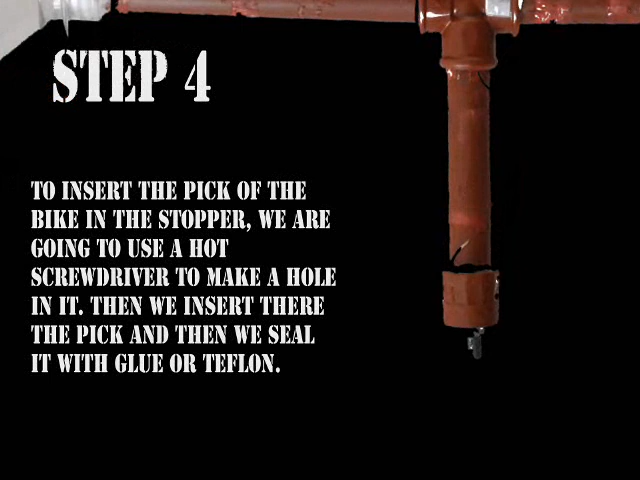 STEP 4
TO INSERT THE PICK OF THE
BIKE IN THE STOPPER, WE ARE
GOING TO USE A HOT
SCREWDRIVER TO MAKE A HOLE
IN IT. THEN WE INSERT THERE
THE PICK AND THEN WE SEAL
IT WITH GLUE OR TEFLON.